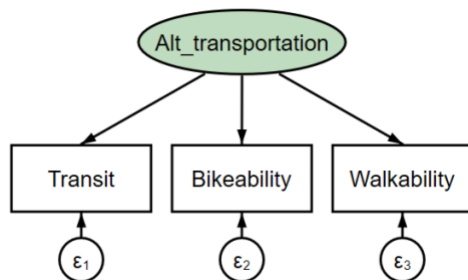 Alt_transportation
Transit Bikeability Walkability
ε₁ ε₂ ε₃